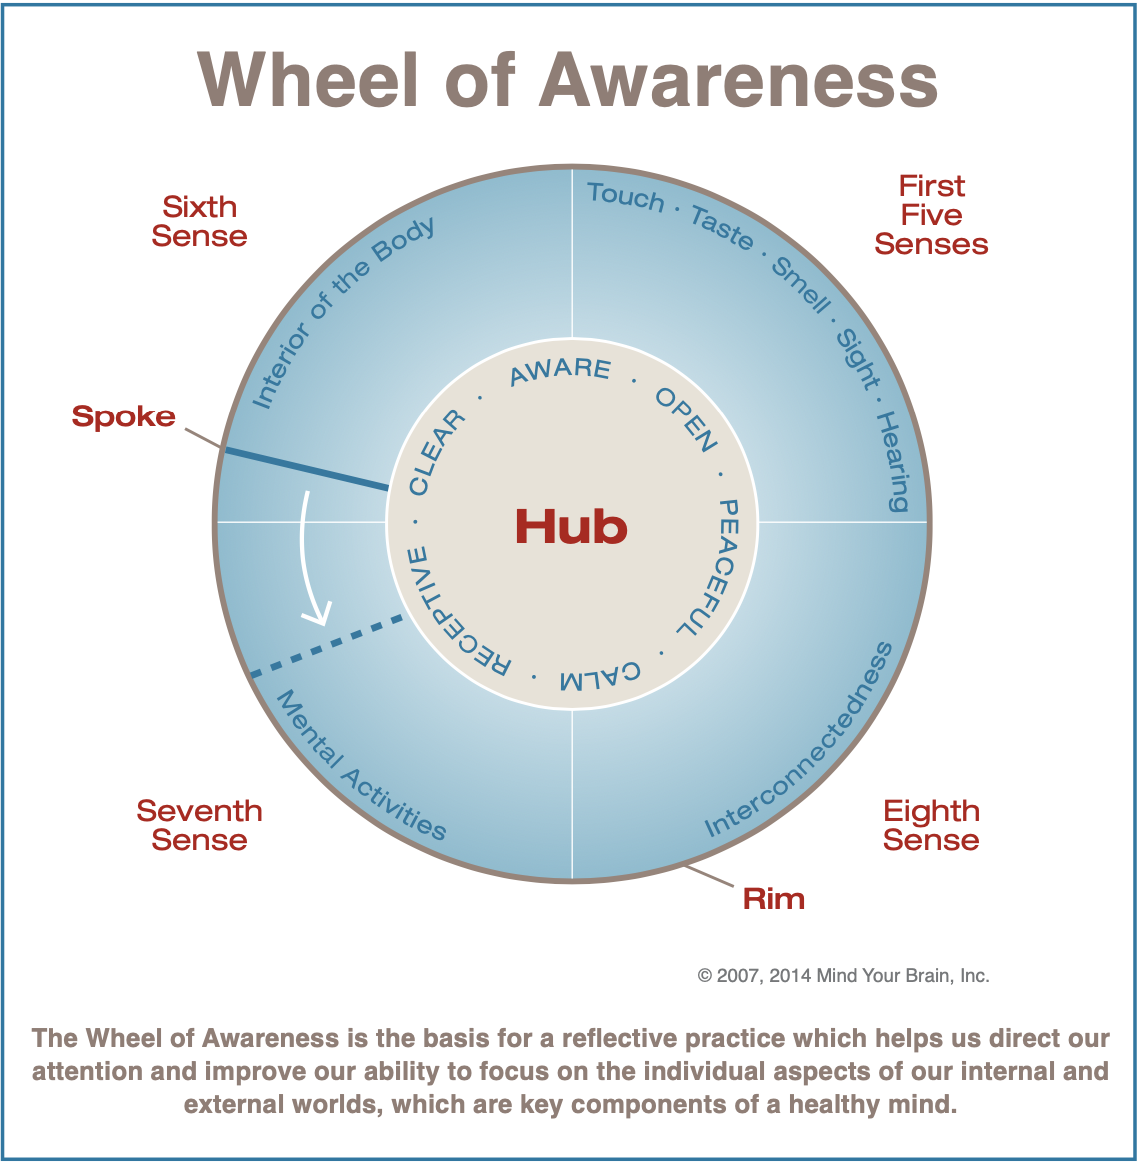 Wheel of Awareness
Sixth
Sense
First
Five
Senses
Interior of the Body
Touch · Taste · Smell · Sight · Hearing
Spoke
AWARE · OPEN · PEACEFUL · CALM · RECEPTIVE · CLEAR ·
Hub
Mental Activities
Interconnectedness
Seventh
Sense
Eighth
Sense
Rim
© 2007, 2014 Mind Your Brain, Inc.
The Wheel of Awareness is the basis for a reflective practice which helps us direct our
attention and improve our ability to focus on the individual aspects of our internal and
external worlds, which are key components of a healthy mind.